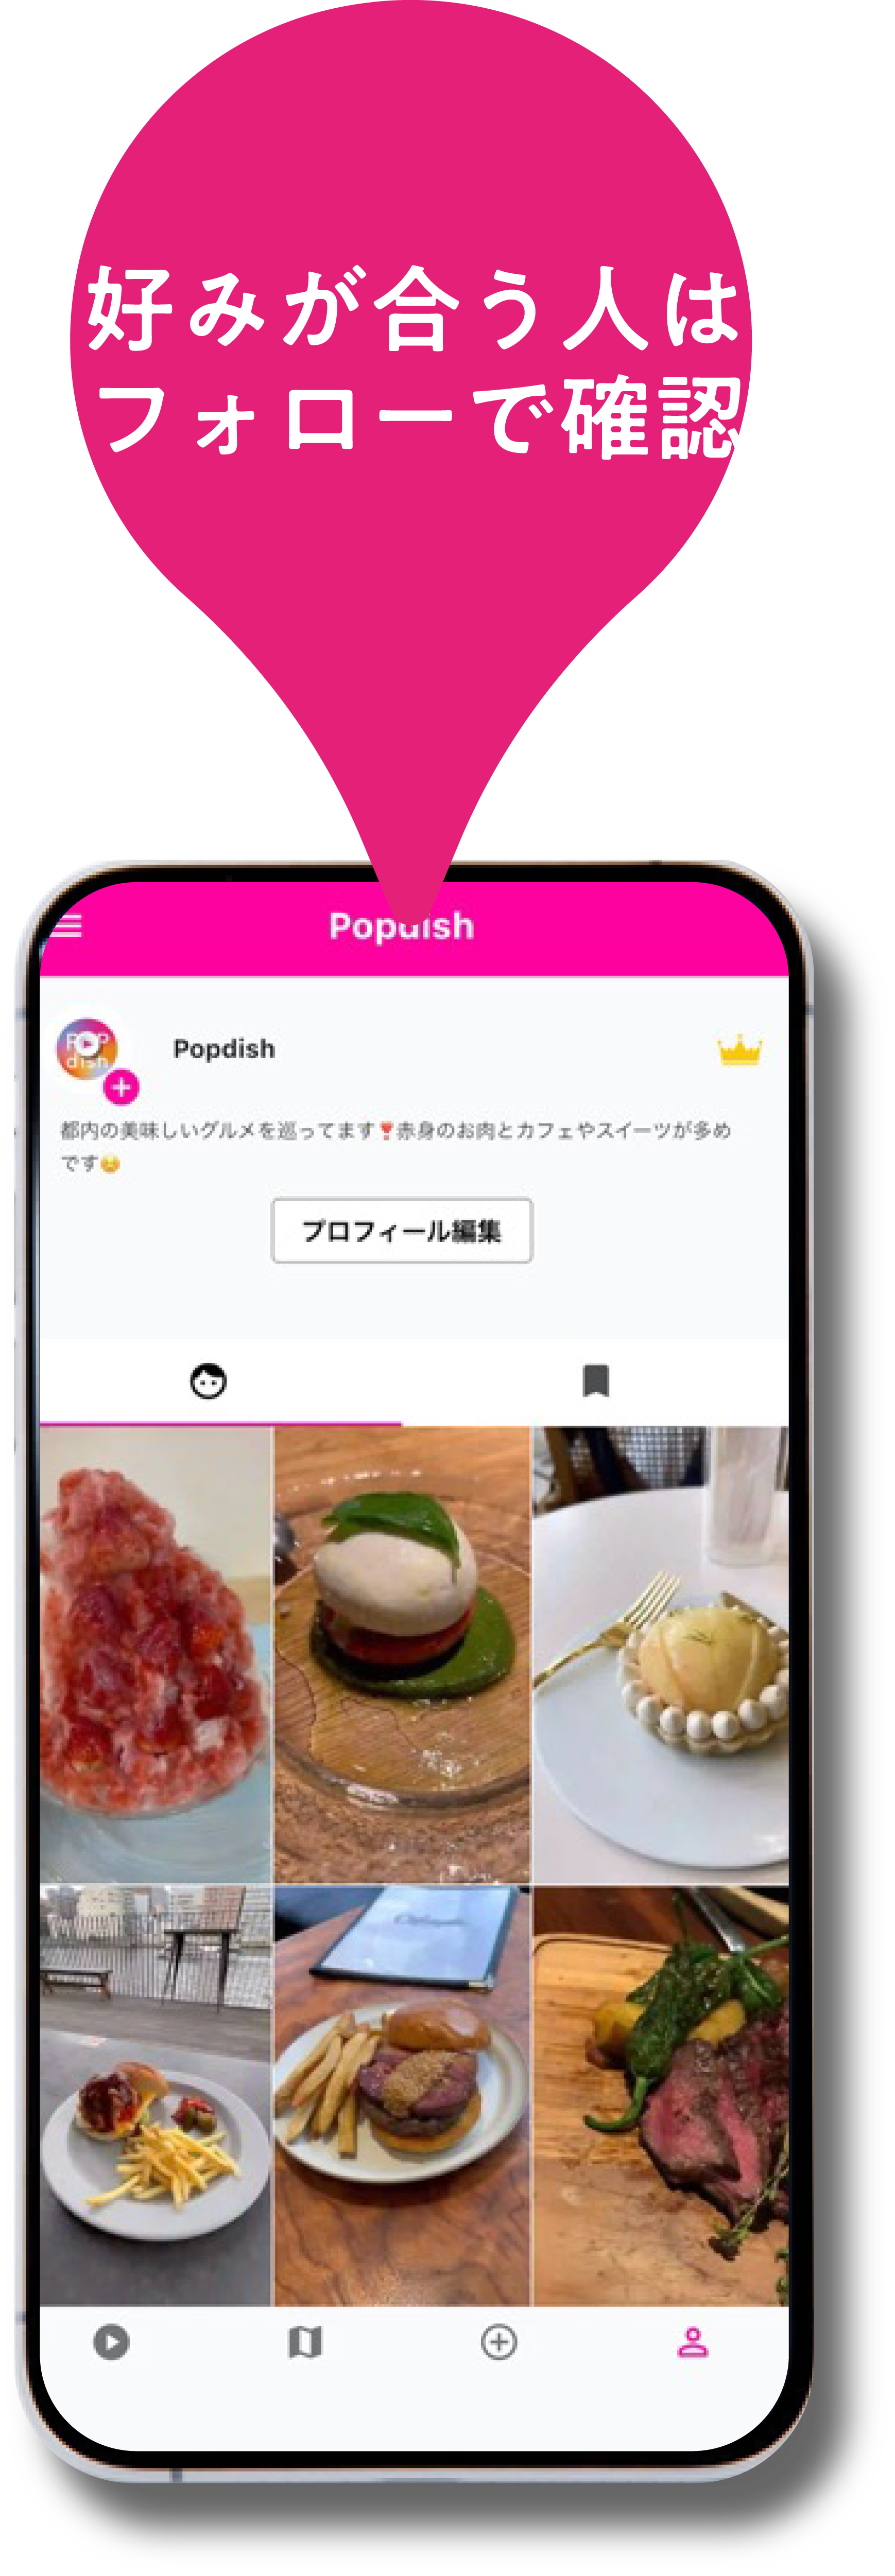 好みが合う人は
フォローで確認
Popdish
POP
dish
Popdish
都内の美味しいグルメを巡ってます❣️赤身のお肉とカフェやスイーツが多め
です☺️
プロフィール編集